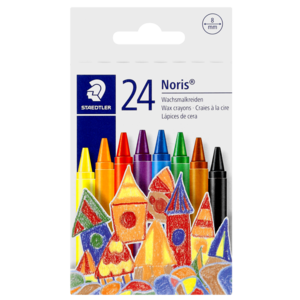 8
mm
STAEDTLER
24
Noris®
Wachsmalkreiden
Wax crayons · Craies à la cire
Lápices de cera